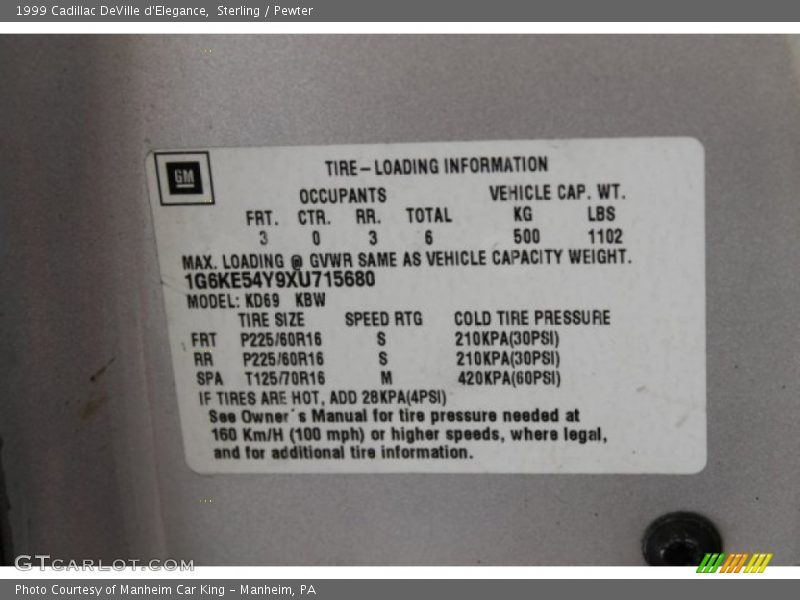 1999 Cadillac DeVille d'Elegance, Sterling / Pewter
GM
TIRE-LOADING INFORMATION
OCCUPANTS VEHICLE CAP. WT.
FRT. CTR. RR. TOTAL KG LBS
3 0 3 6 500 1102
MAX. LOADING @ GVWR SAME AS VEHICLE CAPACITY WEIGHT.
1G6KE54Y9XU715680
MODEL: KD69 KBW
TIRE SIZE SPEED RTG COLD TIRE PRESSURE
FRT P225/60R16 S 210KPA(30PSI)
RR P225/60R16 S 210KPA(30PSI)
SPA T125/70R16 M 420KPA(60PSI)
IF TIRES ARE HOT, ADD 28KPA(4PSI)
See Owner's Manual for tire pressure needed at
160 Km/H (100 mph) or higher speeds, where legal,
and for additional tire information.
GTCARLOT.COM
Photo Courtesy of Manheim Car King - Manheim, PA